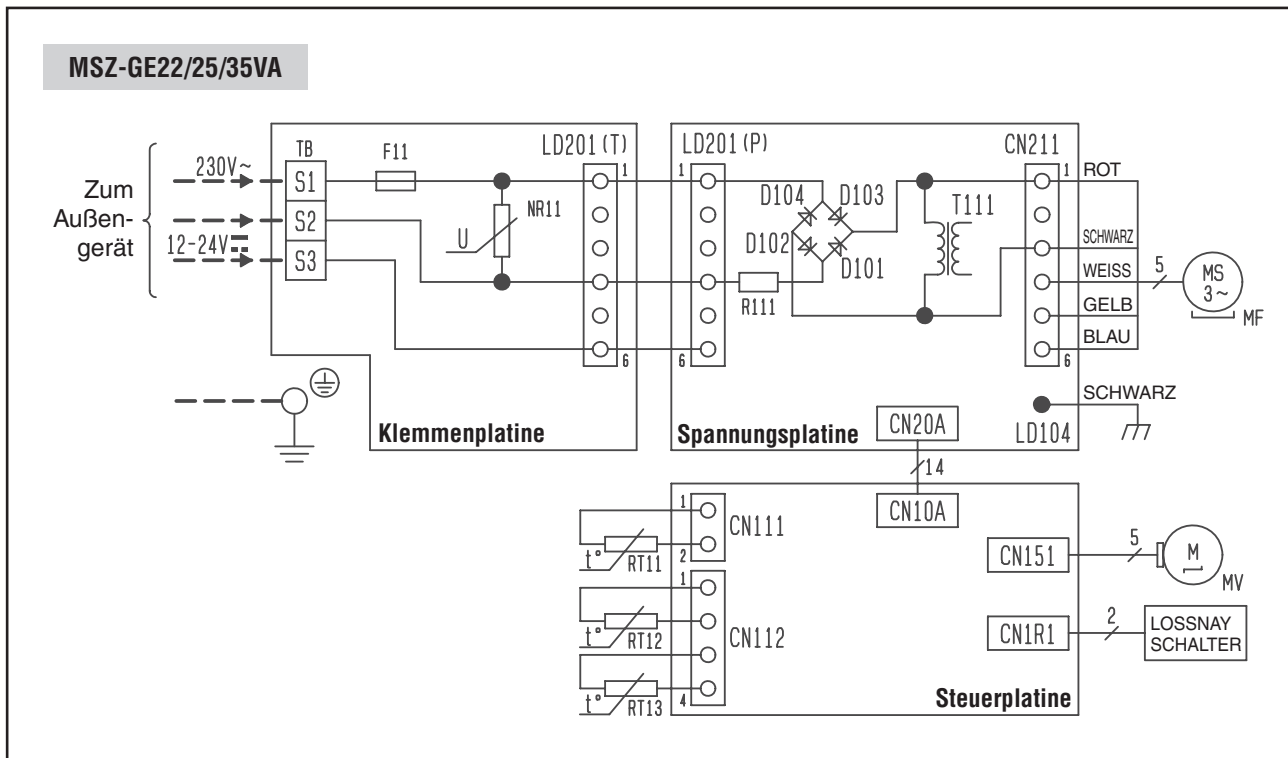 MSZ-GE22/25/35VA
Zum
Außen-
gerät
230V~
12-24V
TB
S1
S2
S3
F11
NR11
U
LD201(T)
1
6
Klemmenplatine
LD201(P)
1
6
D104
D103
D102
D101
R111
T111
CN211
1
6
ROT
SCHWARZ
WEISS
GELB
BLAU
5
MS
3~
MF
SCHWARZ
LD104
Spannungsplatine
CN20A
14
CN10A
1
2
CN111
t°
RT11
1
4
CN112
t°
RT12
t°
RT13
CN151
5
M
MV
CN1R1
2
LOSSNAY
SCHALTER
Steuerplatine